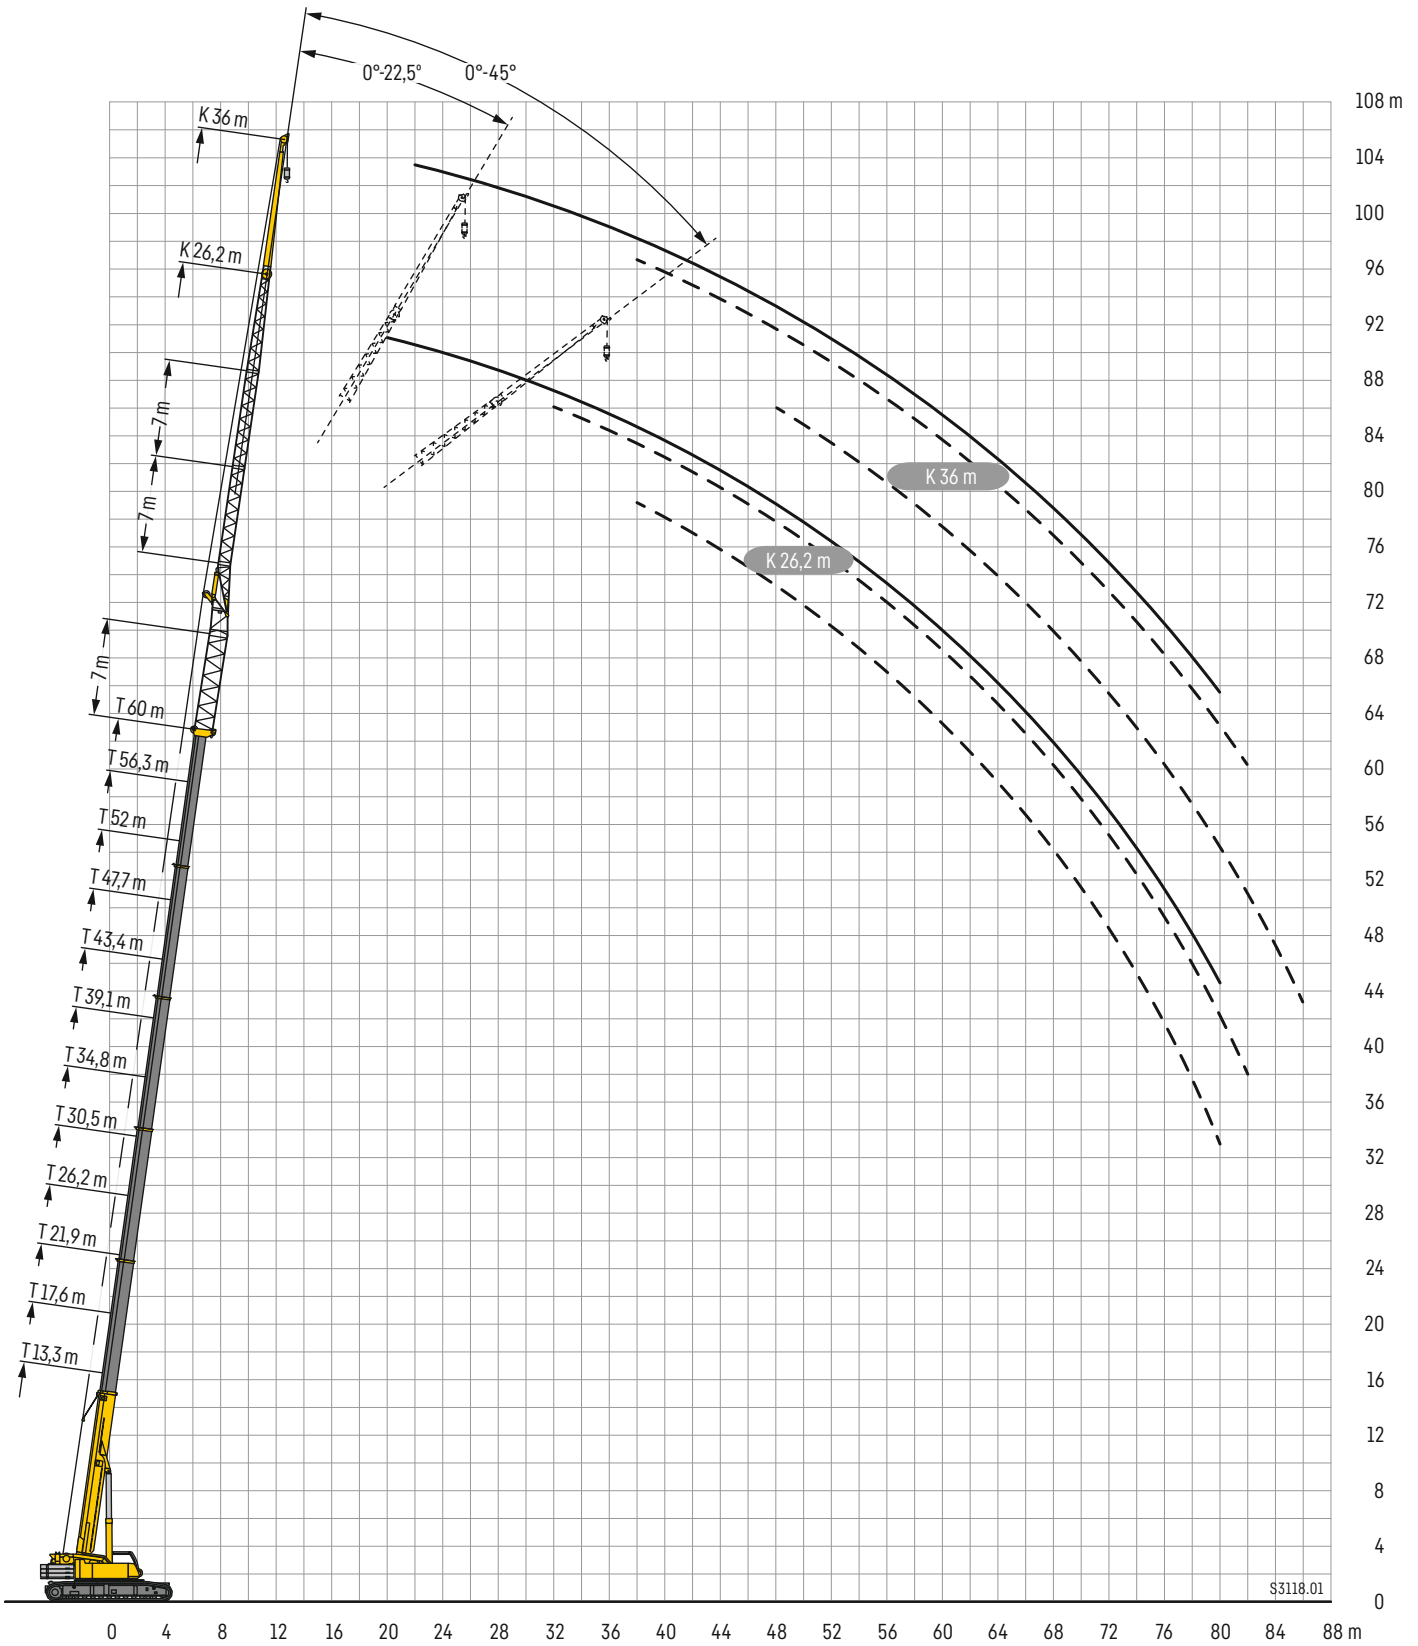 0°-22,5°
0°-45°
108 m
K 36 m
104
100
K 26,2 m
96
92
88
7 m
84
K 36 m
80
7 m
76
K 26,2 m
72
68
7 m
T 60 m
64
T 56,3 m
60
T 52 m
56
T 47,7 m
52
T 43,4 m
48
T 39,1 m
44
T 34,8 m
40
T 30,5 m
36
T 26,2 m
32
T 21,9 m
28
24
T 17,6 m
20
T 13,3 m
16
12
8
4
S3118.01
0
0 4 8 12 16 20 24 28 32 36 40 44 48 52 56 60 64 68 72 76 80 84 88 m